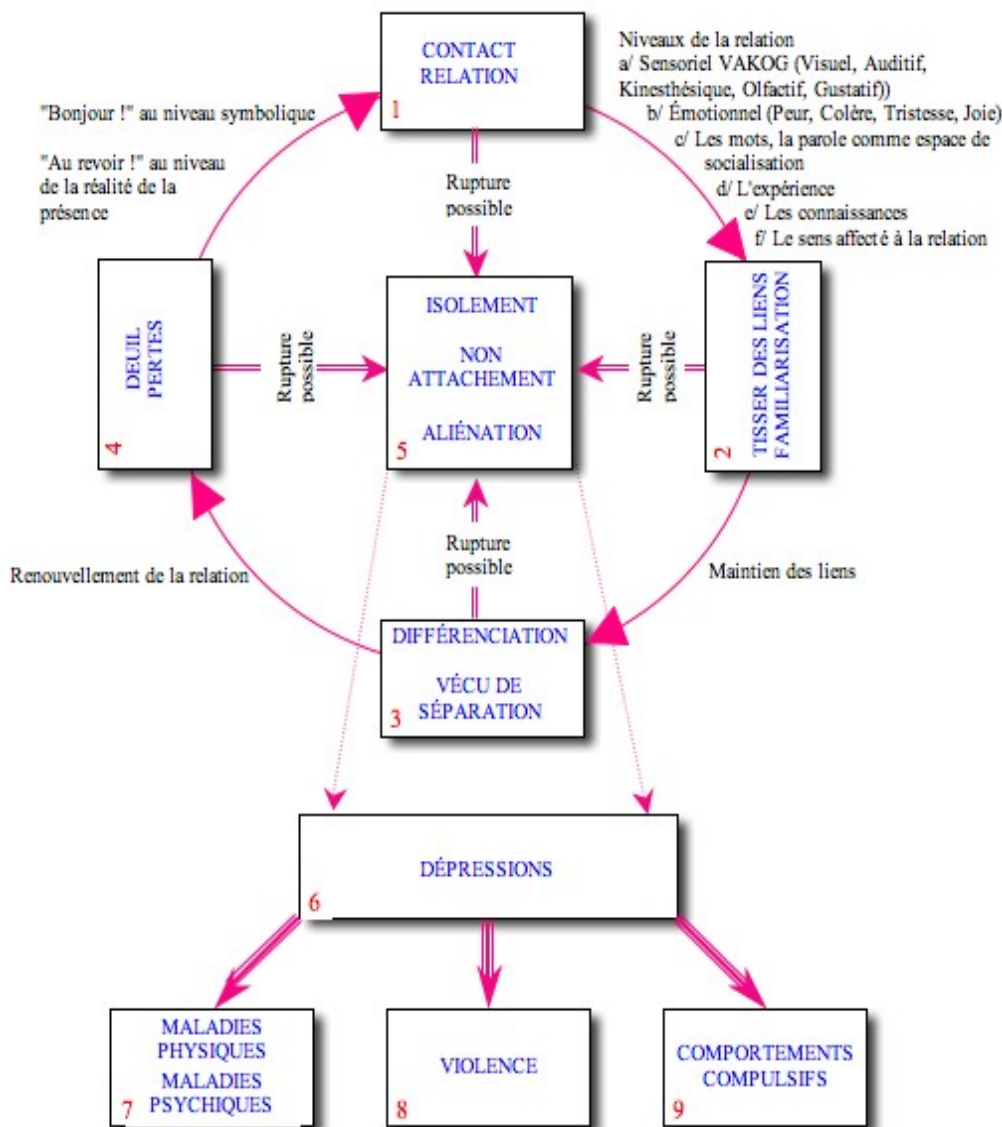 CONTACT
RELATION
1
Niveaux de la relation
a/ Sensoriel VAKOG (Visuel, Auditif,
Kinesthésique, Olfactif, Gustatif))
b/ Émotionnel (Peur, Colère, Tristesse, Joie)
c/ Les mots, la parole comme espace de
socialisation
d/ L'expérience
e/ Les connaissances
f/ Le sens affecté à la relation
"Bonjour !" au niveau symbolique
"Au revoir !" au niveau
de la réalité de la
présence
Rupture
possible
DEUIL
PERTES
4
Rupture
possible
ISOLEMENT
NON
ATTACHEMENT
ALIÉNATION
5
Rupture
possible
TISSER DES LIENS
FAMILIARISATION
2
Renouvellement de la relation
Rupture
possible
Maintien des liens
DIFFÉRENCIATION
VÉCU DE
SÉPARATION
3
DÉPRESSIONS
6
MALADIES
PHYSIQUES
MALADIES
PSYCHIQUES
7
VIOLENCE
8
COMPORTEMENTS
COMPULSIFS
9